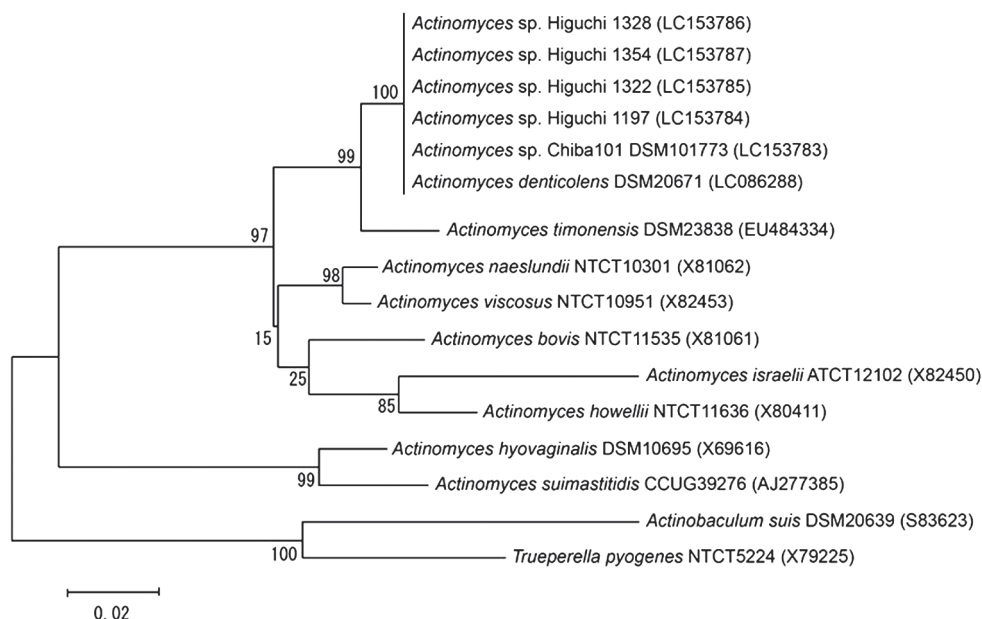 Actinomyces sp. Higuchi 1328 (LC153786)
Actinomyces sp. Higuchi 1354 (LC153787)
Actinomyces sp. Higuchi 1322 (LC153785)
100
Actinomyces sp. Higuchi 1197 (LC153784)
Actinomyces sp. Chiba101 DSM101773 (LC153783)
99
Actinomyces denticolens DSM20671 (LC086288)
Actinomyces timonensis DSM23838 (EU484334)
97
Actinomyces naeslundii NTCT10301 (X81062)
98
Actinomyces viscosus NTCT10951 (X82453)
15
Actinomyces bovis NTCT11535 (X81061)
25
Actinomyces israelii ATCT12102 (X82450)
85
Actinomyces howellii NTCT11636 (X80411)
Actinomyces hyovaginalis DSM10695 (X69616)
99
Actinomyces suimastitidis CCUG39276 (AJ277385)
Actinobaculum suis DSM20639 (S83623)
100
Trueperella pyogenes NTCT5224 (X79225)
0.02